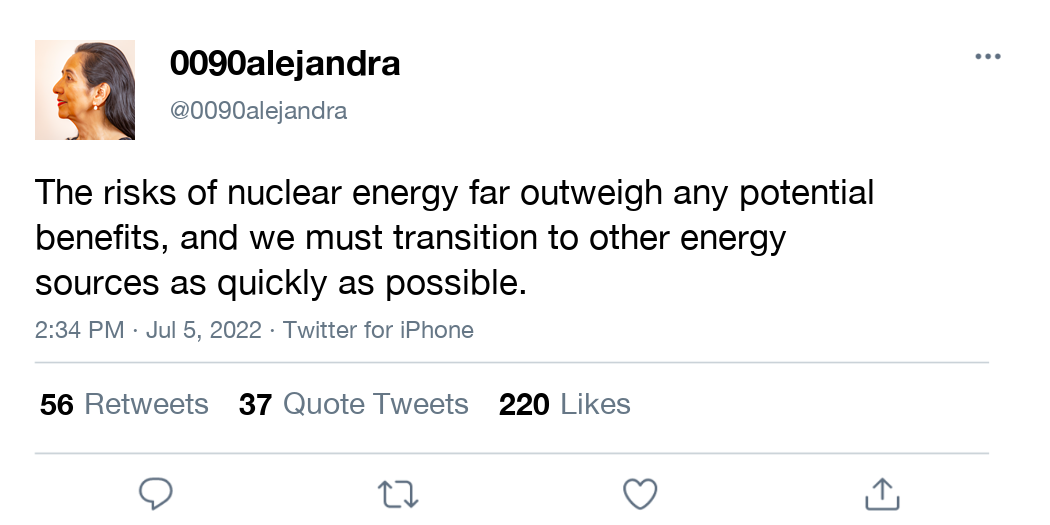 0090alejandra
@0090alejandra
The risks of nuclear energy far outweigh any potential
benefits, and we must transition to other energy
sources as quickly as possible.
2:34 PM · Jul 5, 2022 · Twitter for iPhone
56 Retweets 37 Quote Tweets 220 Likes